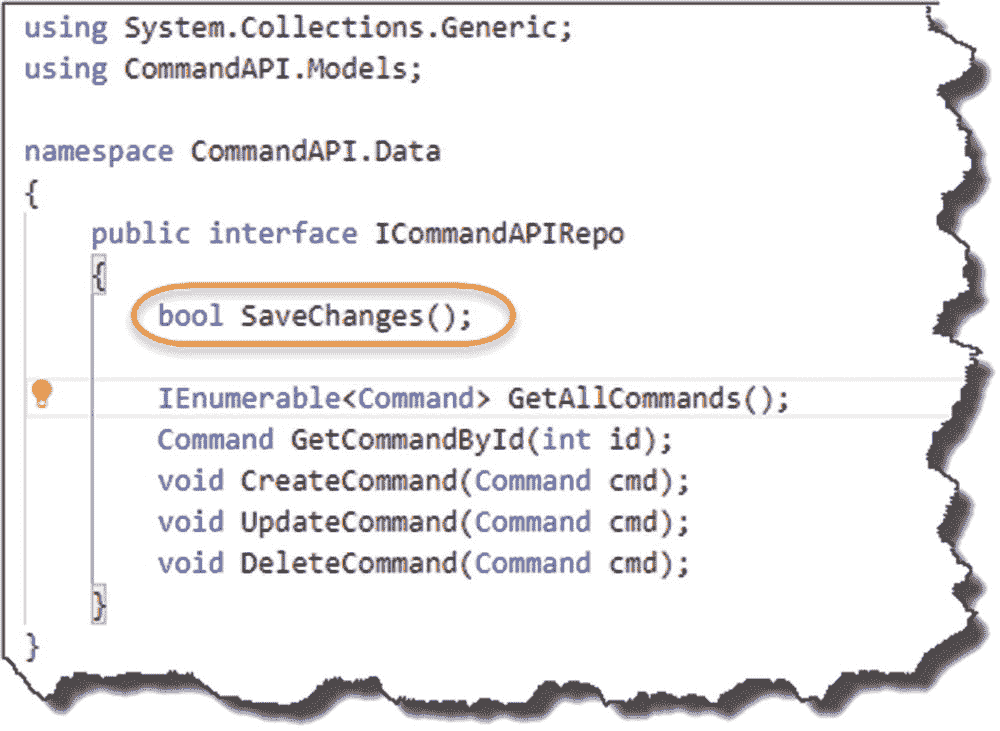 using System.Collections.Generic;
using CommandAPI.Models;
namespace CommandAPI.Data
{
public interface ICommandAPIRepo
{
bool SaveChanges();
IEnumerable<Command> GetAllCommands();
Command GetCommandById(int id);
void CreateCommand(Command cmd);
void UpdateCommand(Command cmd);
void DeleteCommand(Command cmd);
}
}